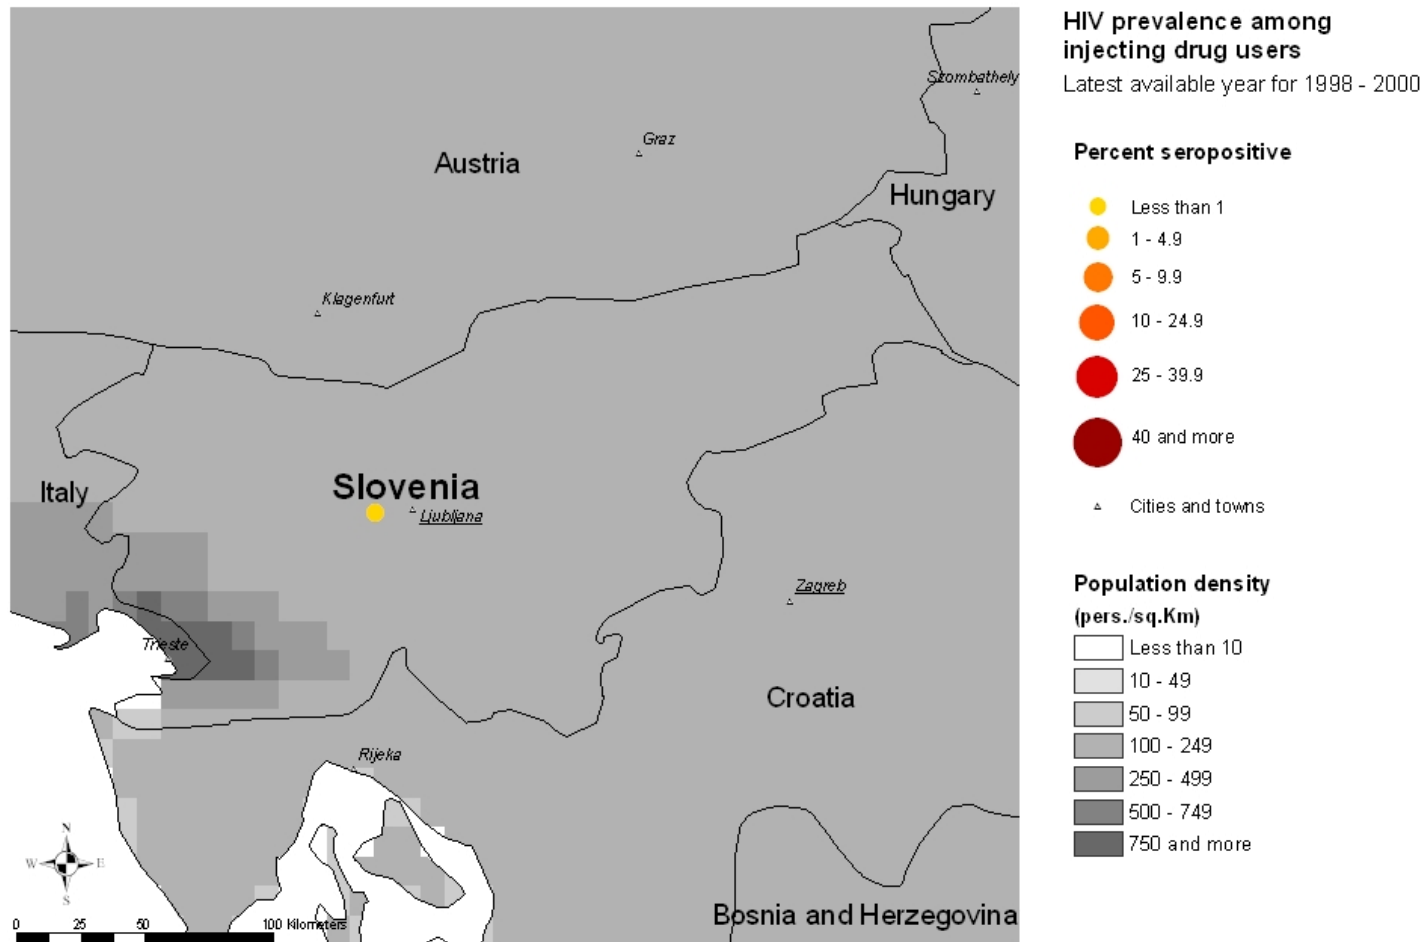 HIV prevalence among
injecting drug users
Latest available year for 1998 - 2000
Percent seropositive
Less than 1
1 - 4.9
5 - 9.9
10 - 24.9
25 - 39.9
40 and more
Cities and towns
Population density
(pers./sq.Km)
Less than 10
10 - 49
50 - 99
100 - 249
250 - 499
500 - 749
750 and more
Szombathely
Graz
Austria
Hungary
Klagenfurt
Slovenia
Italy
Ljubljana
Zagreb
Trieste
Croatia
Rijeka
N
W E
S
Bosnia and Herzegovina
0 25 50 100 Kilometers